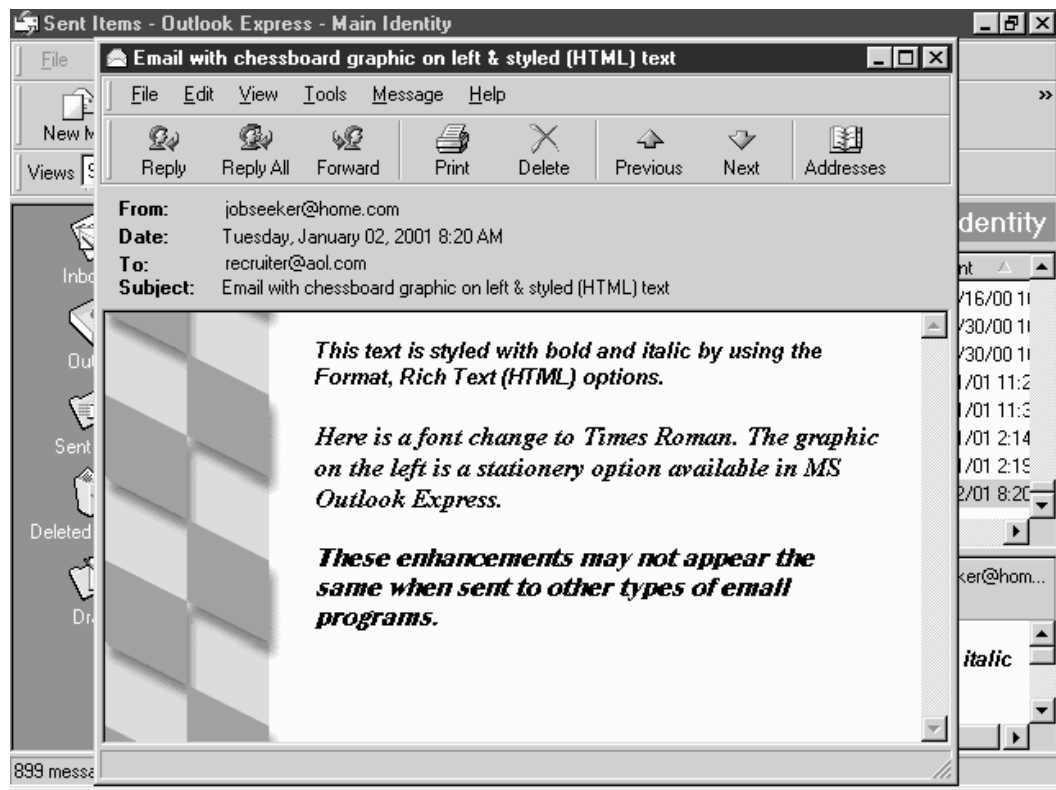 Sent Items - Outlook Express - Main Identity
Email with chessboard graphic on left & styled (HTML) text
File
File Edit View Tools Message Help
»
New M
Reply Reply All Forward Print Delete Previous Next Addresses
Views
From: jobseeker@home.com
Date: Tuesday, January 02, 2001 8:20 AM
To: recruiter@aol.com
Subject: Email with chessboard graphic on left & styled (HTML) text
dentity
Inbo
nt
/16/00 10
/30/00 10
/30/00 10
1/01 11:2
1/01 11:3
1/01 2:14
1/01 2:19
2/01 8:20
Out
Sent
Deleted
Dra
This text is styled with bold and italic by using the
Format, Rich Text (HTML) options.
Here is a font change to Times Roman. The graphic
on the left is a stationery option available in MS
Outlook Express.
These enhancements may not appear the
same when sent to other types of email
programs.
ker@hom...
italic
899 messa